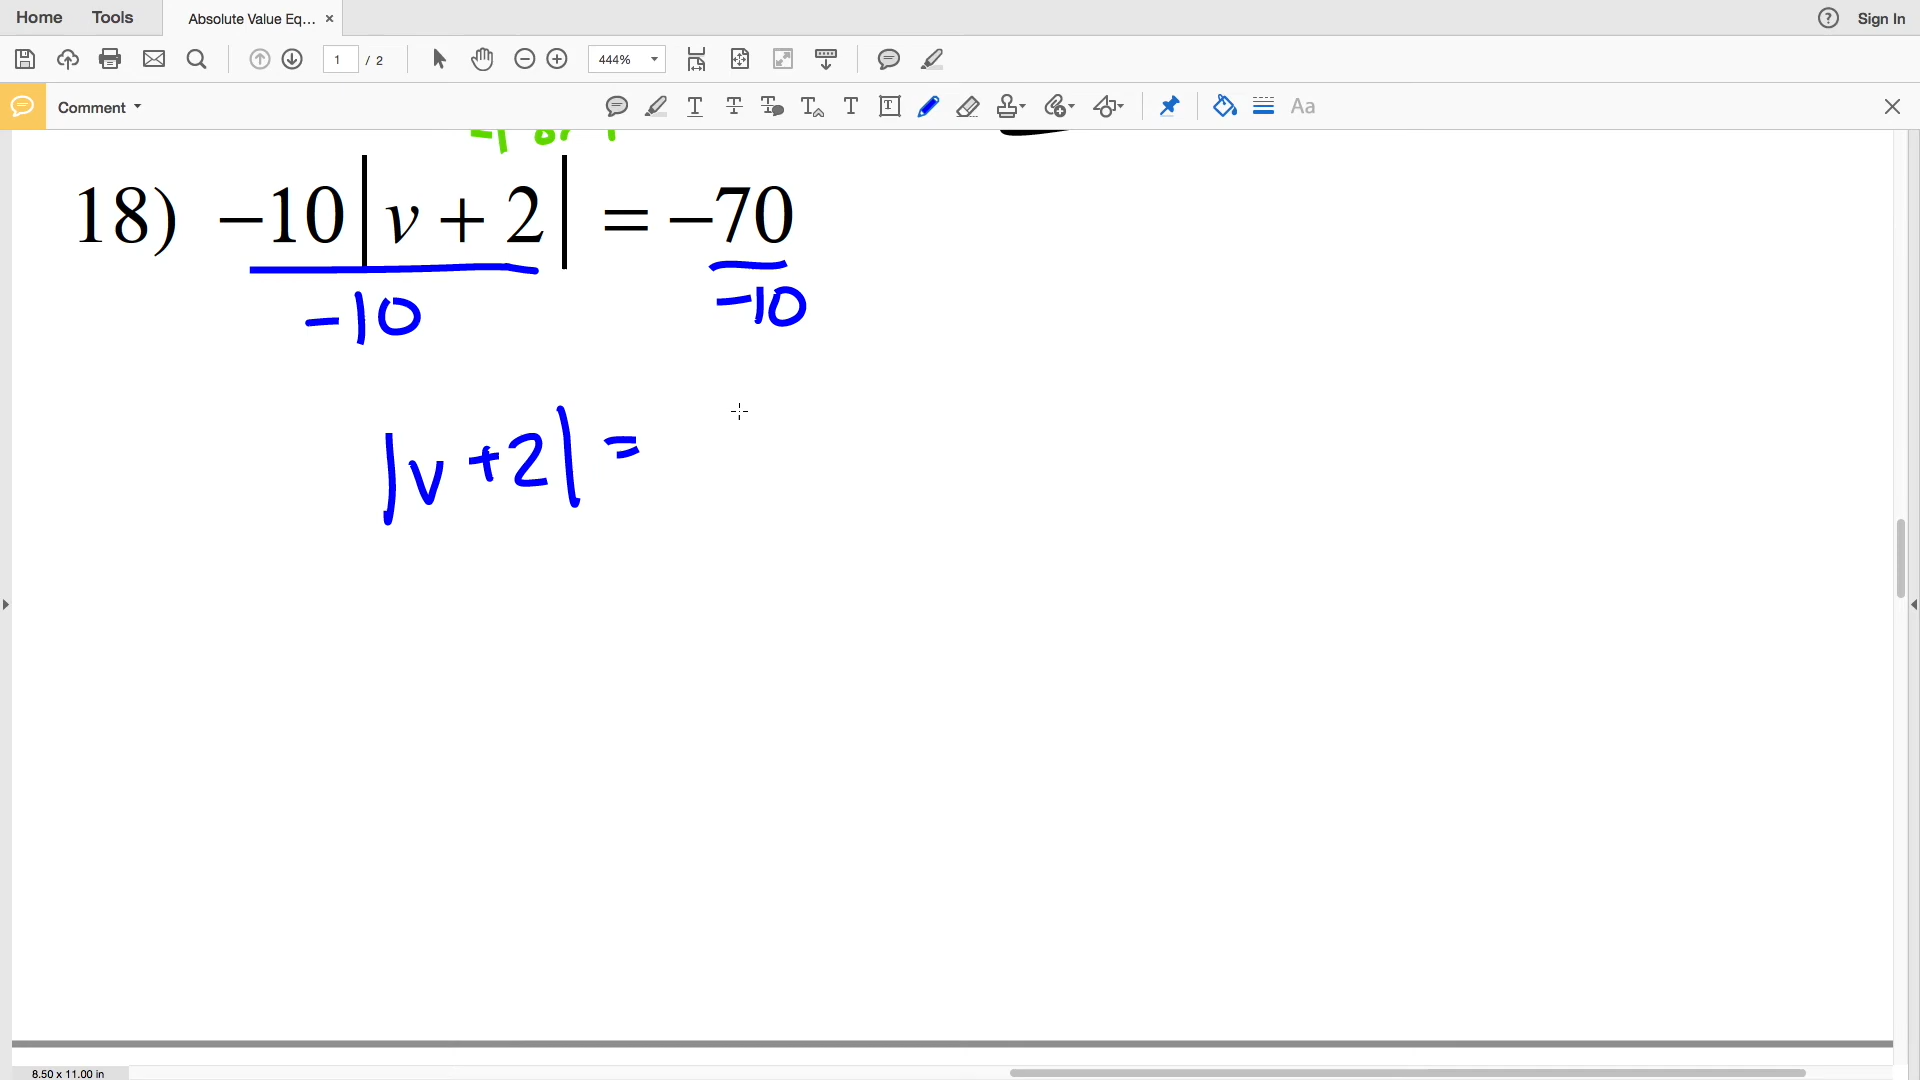 Home Tools Absolute Value Eq... × ? Sign In
1 / 2 444%
Comment T T T T T T Aa
18) −10|v + 2| = −70
-10 -10
|v+2| =
8.50 x 11.00 in